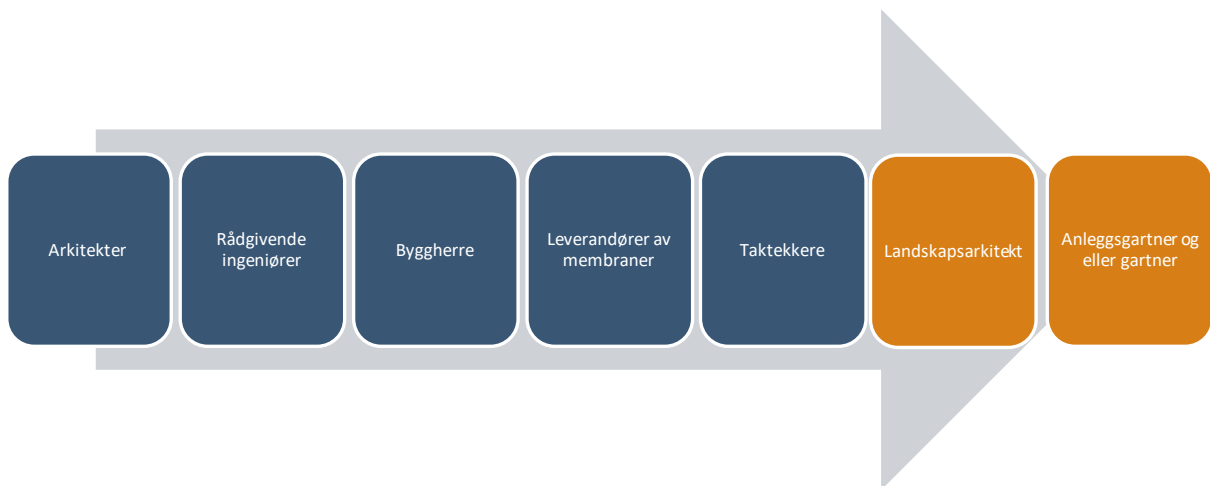 Arkitekter
Rådgivende
ingeniører
Byggherre
Leverandører av
membraner
Taktekkere
Landskapsarkitekt
Anleggsgartner og
eller gartner